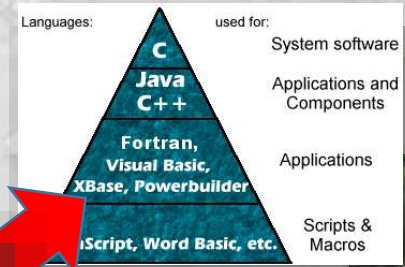 Languages:
used for:
C
System software
Java
C++
Applications and
Components
Fortran,
Visual Basic,
XBase, Powerbuilder
Applications
Script, Word Basic, etc.
Scripts &
Macros